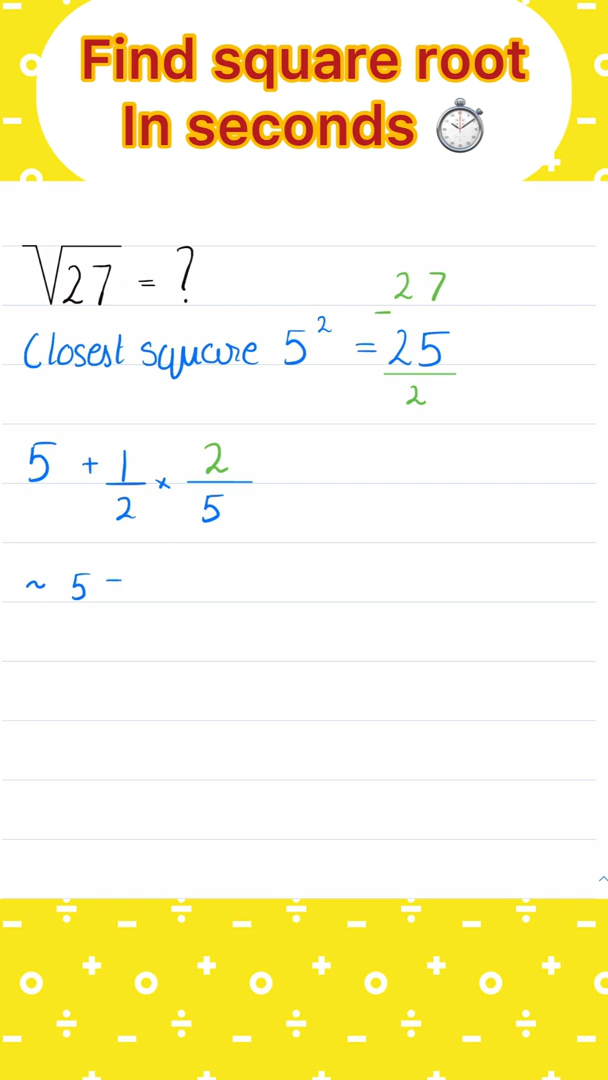 Find square root
In seconds ⏱️
√27 = ?
27
Closest square 5² = - 25
2
5 + 1/2 × 2/5
~ 5 -